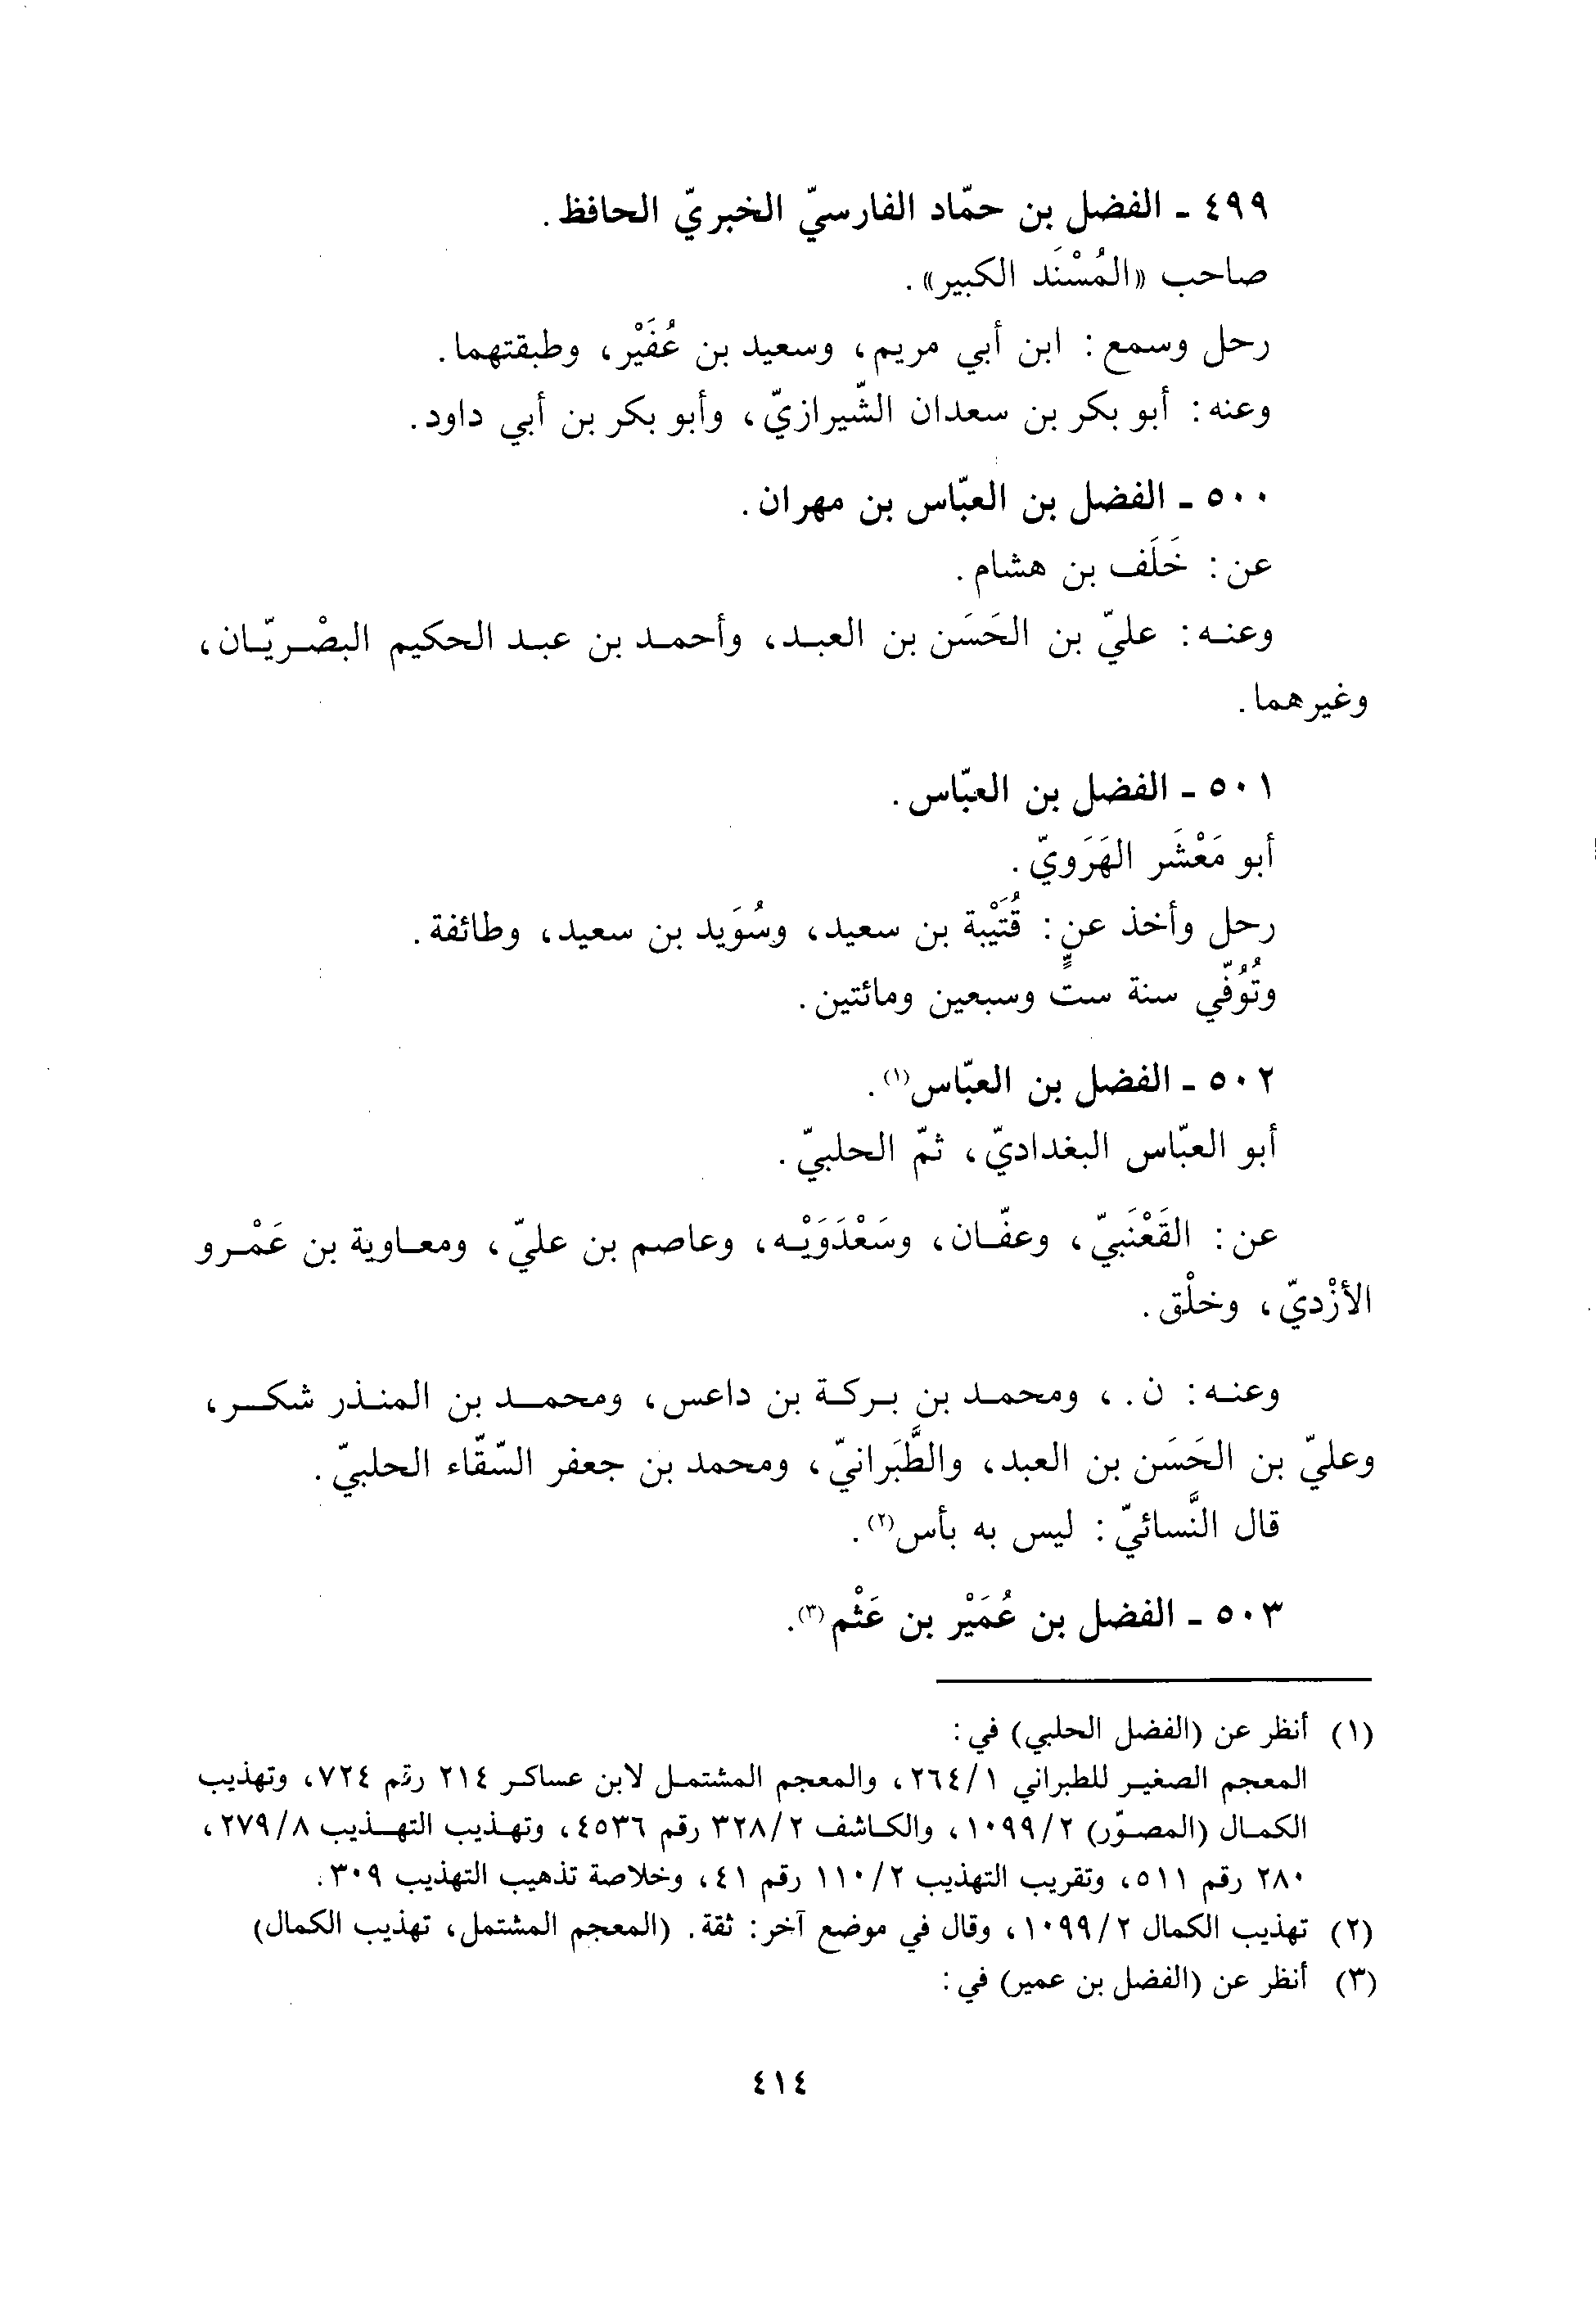 ٤٩٩ - الفضل بن حمّاد الفارسيّ الخبريّ الحافظ.
صاحب «المُسْنَد الكبير».
رحل وسمع: ابن أبي مريم، وسعيد بن عُفَيْر، وطبقتهما.
وعنه: أبو بكر بن سعدان الشّيرازيّ، وأبو بكر بن أبي داود.
٥٠٠ - الفضل بن العبّاس بن مهران.
عن: خَلَف بن هشام.
وعنه: عليّ بن الحَسَن بن العبد، وأحمد بن عبد الحكيم البصْريّان،
وغيرهما.
٥٠١ - الفضل بن العبّاس.
أبو مَعْشَر الهَرَويّ.
رحل وأخذ عن: قُتَيْبة بن سعيد، وسُوَيد بن سعيد، وطائفة.
وتُوُفّي سنة ستٍّ وسبعين ومائتين.
٥٠٢ - الفضل بن العبّاس(١).
أبو العبّاس البغداديّ، ثمّ الحلبيّ.
عن: القَعْنَبيّ، وعفّان، وسَعْدَوَيْه، وعاصم بن عليّ، ومعاوية بن عَمْرو
الأزْديّ، وخلْق.
وعنه: ن.، ومحمد بن بركة بن داعس، ومحمد بن المنذر شكر،
وعليّ بن الحَسَن بن العبد، والطَّبَرانيّ، ومحمد بن جعفر السّقّاء الحلبيّ.
قال النَّسائيّ: ليس به بأس(٢).
٥٠٣ - الفضل بن عُمَيْر بن عَثْم(٣).
(١) أنظر عن (الفضل الحلبي) في:
المعجم الصغير للطبراني ٢٦٤/١، والمعجم المشتمل لابن عساكر ٢١٤ رقم ٧٢٤، وتهذيب
الكمال (المصوّر) ١٠٩٩/٢، والكاشف ٣٢٨/٢ رقم ٤٥٣٦، وتهذيب التهذيب ٢٧٩/٨،
٢٨٠ رقم ٥١١، وتقريب التهذيب ١١٠/٢ رقم ٤١، وخلاصة تذهيب التهذيب ٣٠٩.
(٢) تهذيب الكمال ١٠٩٩/٢، وقال في موضع آخر: ثقة. (المعجم المشتمل، تهذيب الكمال)
(٣) أنظر عن (الفضل بن عمير) في:
٤١٤